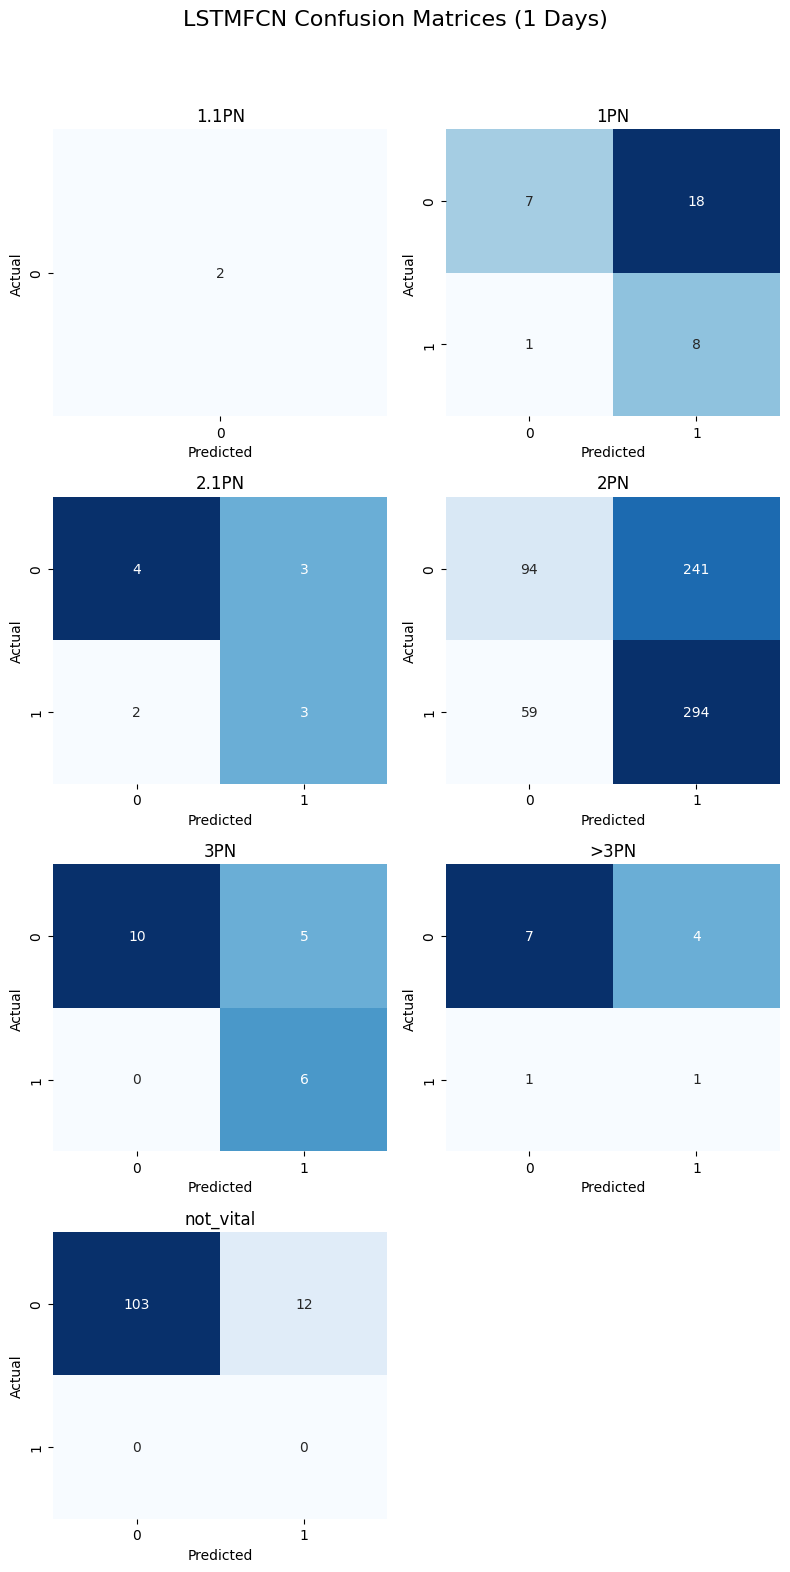 LSTMFCN Confusion Matrices (1 Days)
1.1PN
Actual
0
2
0
Predicted
1PN
Actual
0
7 18
1
1 8
0 1
Predicted
2.1PN
Actual
0
4 3
1
2 3
0 1
Predicted
2PN
Actual
0
94 241
1
59 294
0 1
Predicted
3PN
Actual
0
10 5
1
0 6
0 1
Predicted
>3PN
Actual
0
7 4
1
1 1
0 1
Predicted
not_vital
Actual
0
103 12
1
0 0
0 1
Predicted